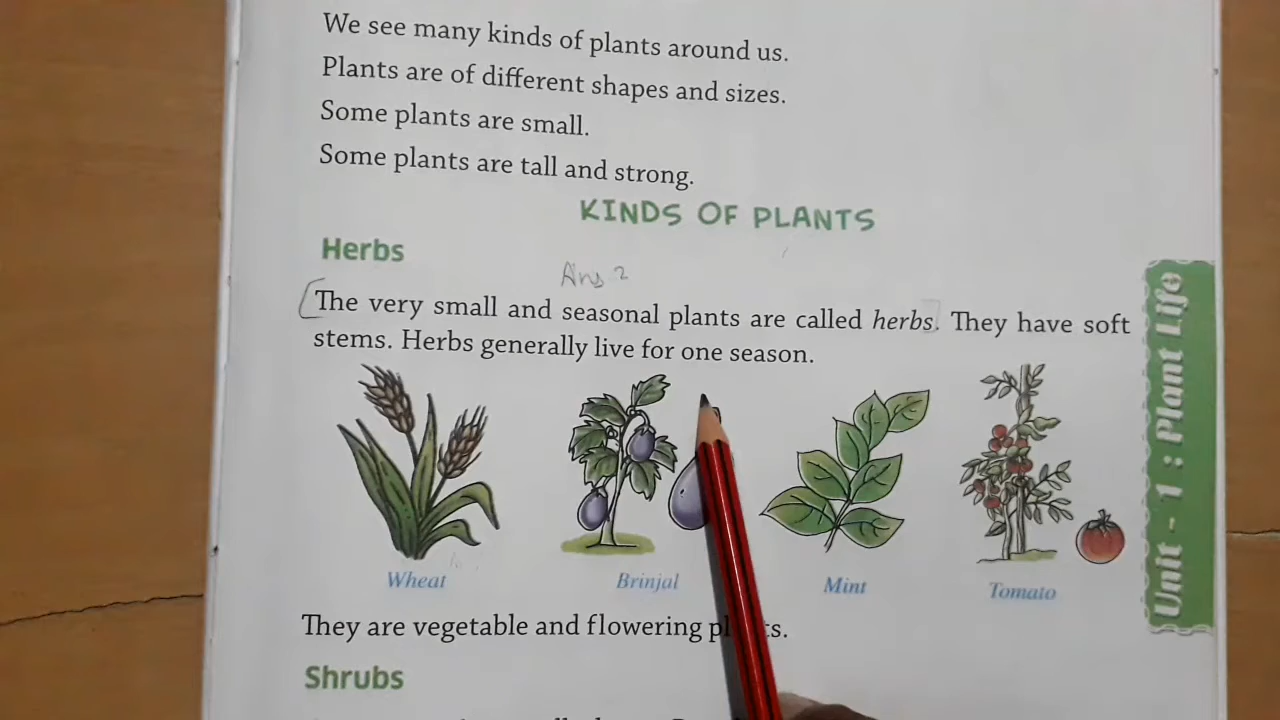 We see many kinds of plants around us.
Plants are of different shapes and sizes.
Some plants are small.
Some plants are tall and strong.
KINDS OF PLANTS
Herbs
Ans 2
The very small and seasonal plants are called herbs. They have soft
stems. Herbs generally live for one season.
Wheat
Brinjal
Mint
Tomato
They are vegetable and flowering
Shrubs
Unit - 1 : Plant Life